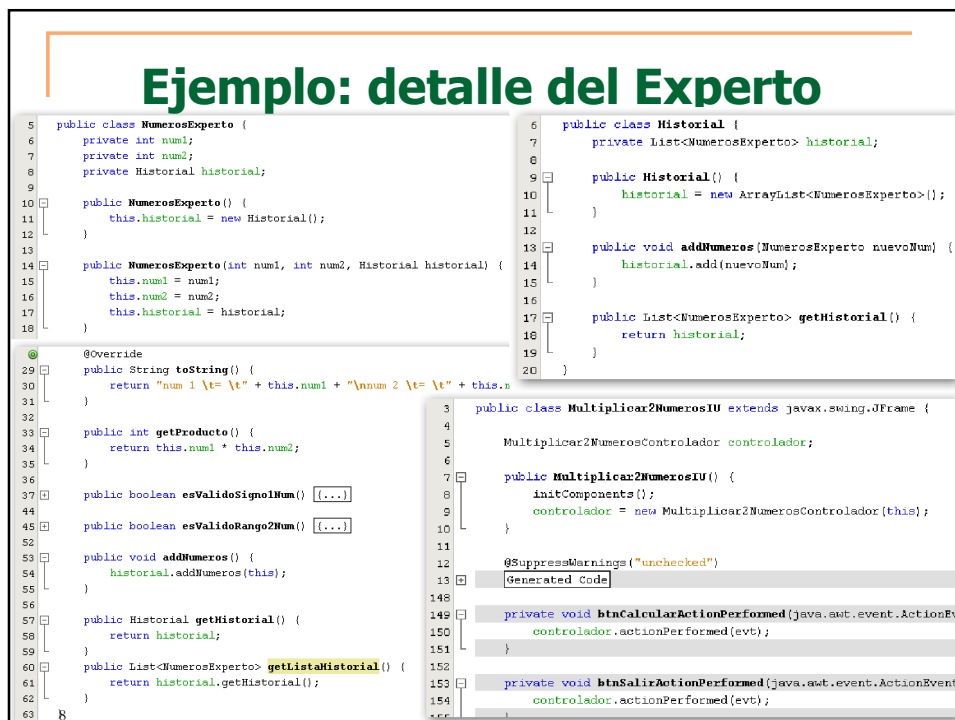 Ejemplo: detalle del Experto
5 public class NumerosExperto {
6 private int num1;
7 private int num2;
8 private Historial historial;
9
10 public NumerosExperto() {
11 this.historial = new Historial();
12 }
13
14 public NumerosExperto(int num1, int num2, Historial historial) {
15 this.num1 = num1;
16 this.num2 = num2;
17 this.historial = historial;
18 }
@Override
29 public String toString() {
30 return "num 1 \t= \t" + this.num1 + "\nnum 2 \t= \t" + this.n
31 }
32
33 public int getProducto() {
34 return this.num1 * this.num2;
35 }
36
37 public boolean esValidoSigno1Num() {...}
44
45 public boolean esValidoRango2Num() {...}
52
53 public void addNumeros() {
54 historial.addNumeros(this);
55 }
56
57 public Historial getHistorial() {
58 return historial;
59 }
60 public List<NumerosExperto> getListaHistorial() {
61 return historial.getHistorial();
62 }
63
8
6 public class Historial {
7 private List<NumerosExperto> historial;
8
9 public Historial() {
10 historial = new ArrayList<NumerosExperto>();
11 }
12
13 public void addNumeros(NumerosExperto nuevoNum) {
14 historial.add(nuevoNum);
15 }
16
17 public List<NumerosExperto> getHistorial() {
18 return historial;
19 }
20 }
3 public class Multiplicar2NumerosIU extends javax.swing.JFrame {
4
5 Multiplicar2NumerosControlador controlador;
6
7 public Multiplicar2NumerosIU() {
8 initComponents();
9 controlador = new Multiplicar2NumerosControlador(this);
10 }
11
12 @SuppressWarnings("unchecked")
13 Generated Code
148
149 private void btnCalcularActionPerformed(java.awt.event.ActionEv
150 controlador.actionPerformed(evt);
151 }
152
153 private void btnSalirActionPerformed(java.awt.event.ActionEvent
154 controlador.actionPerformed(evt);